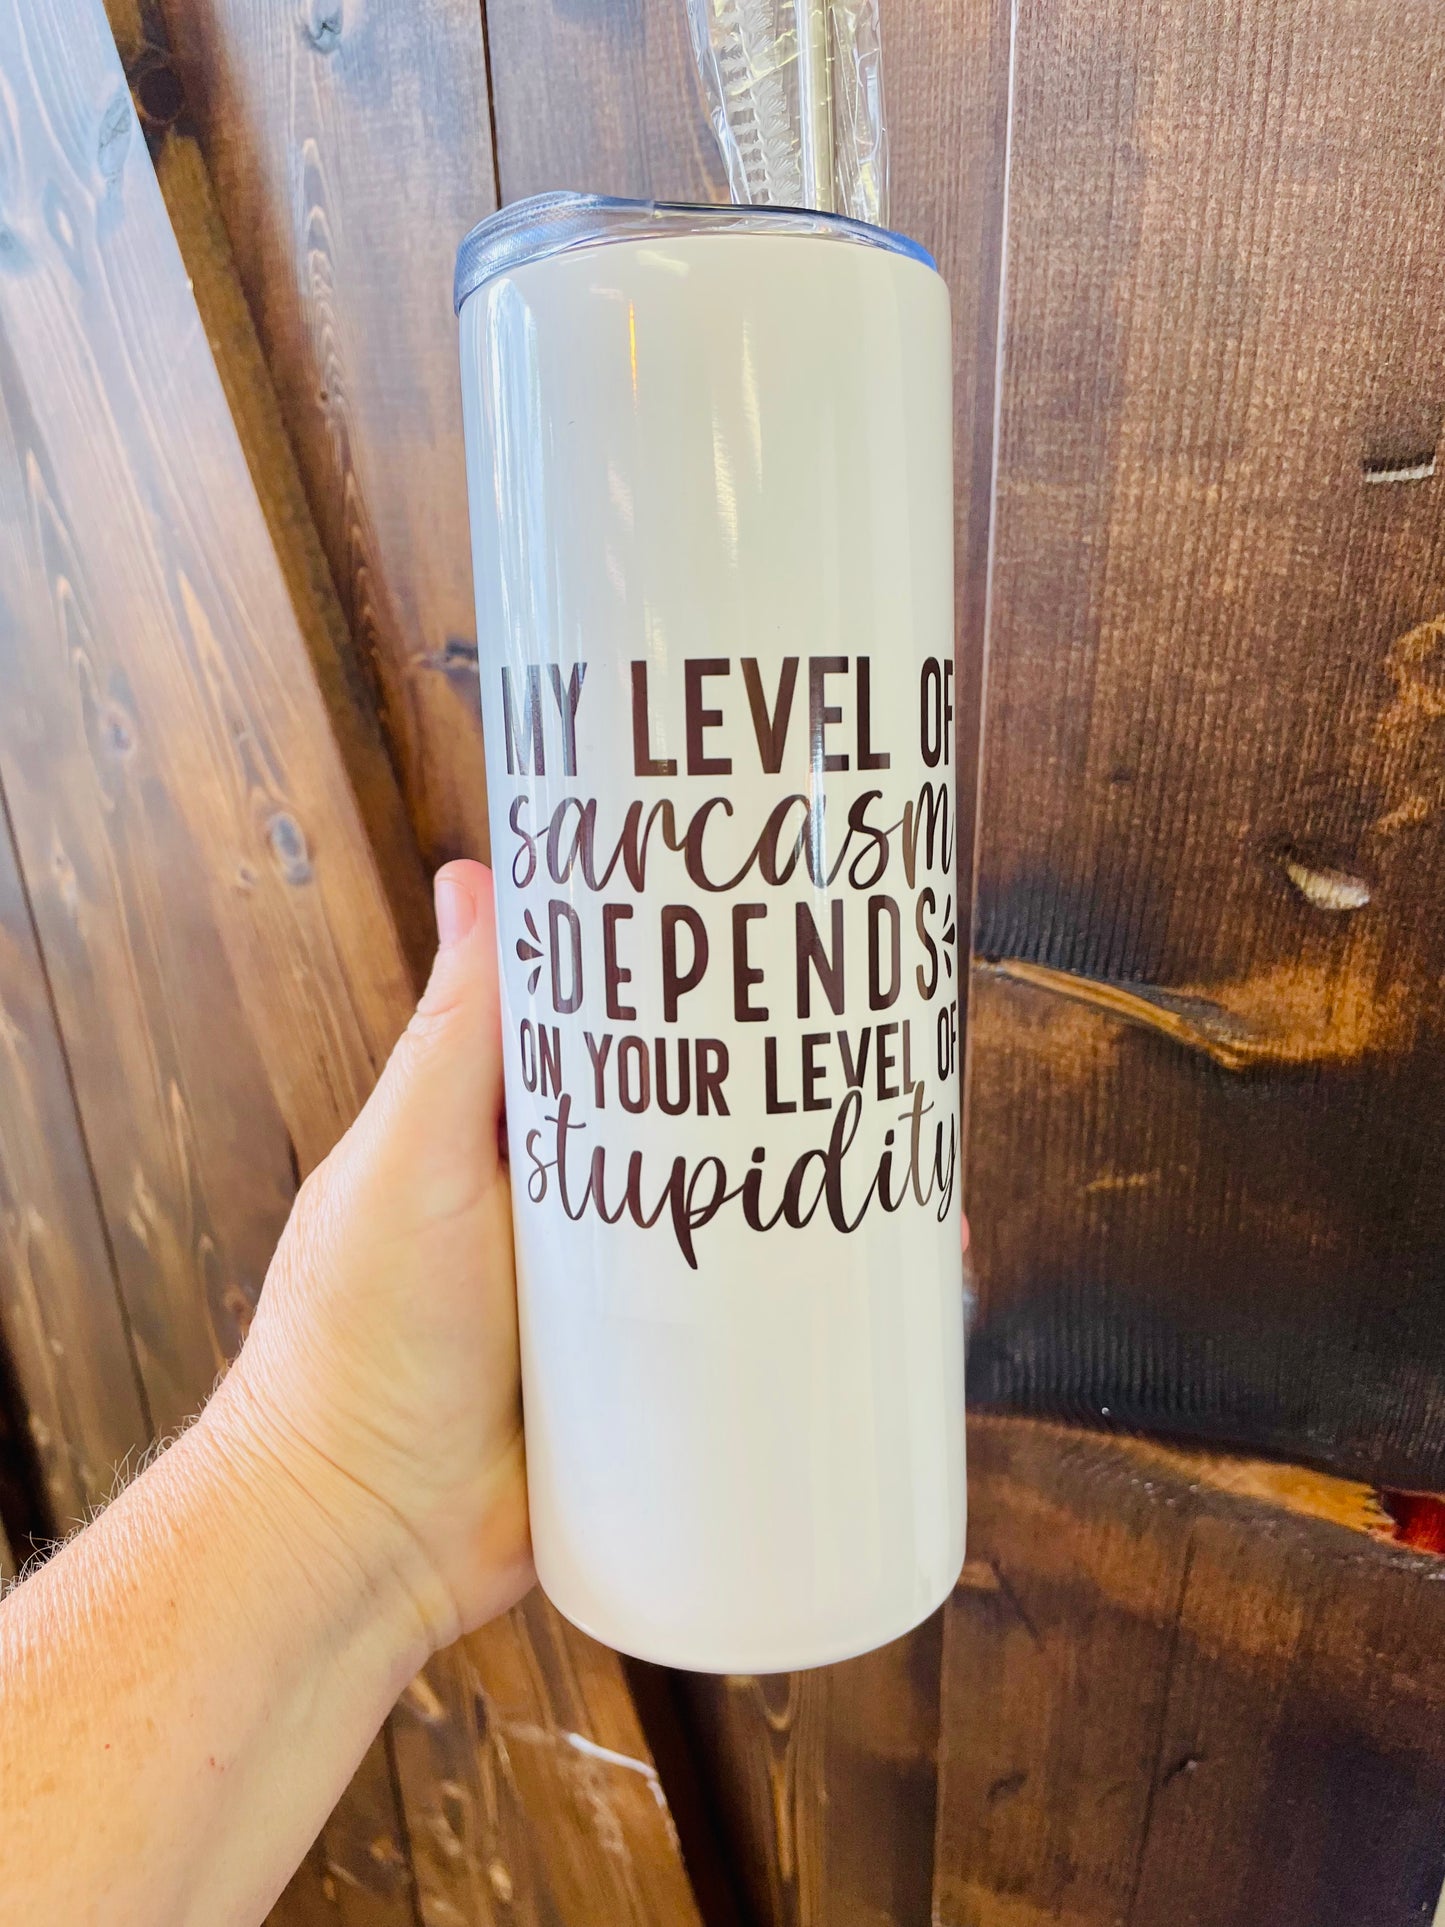 MY LEVEL OF
sarcasm
DEPENDS
ON YOUR LEVEL OF
stupidity